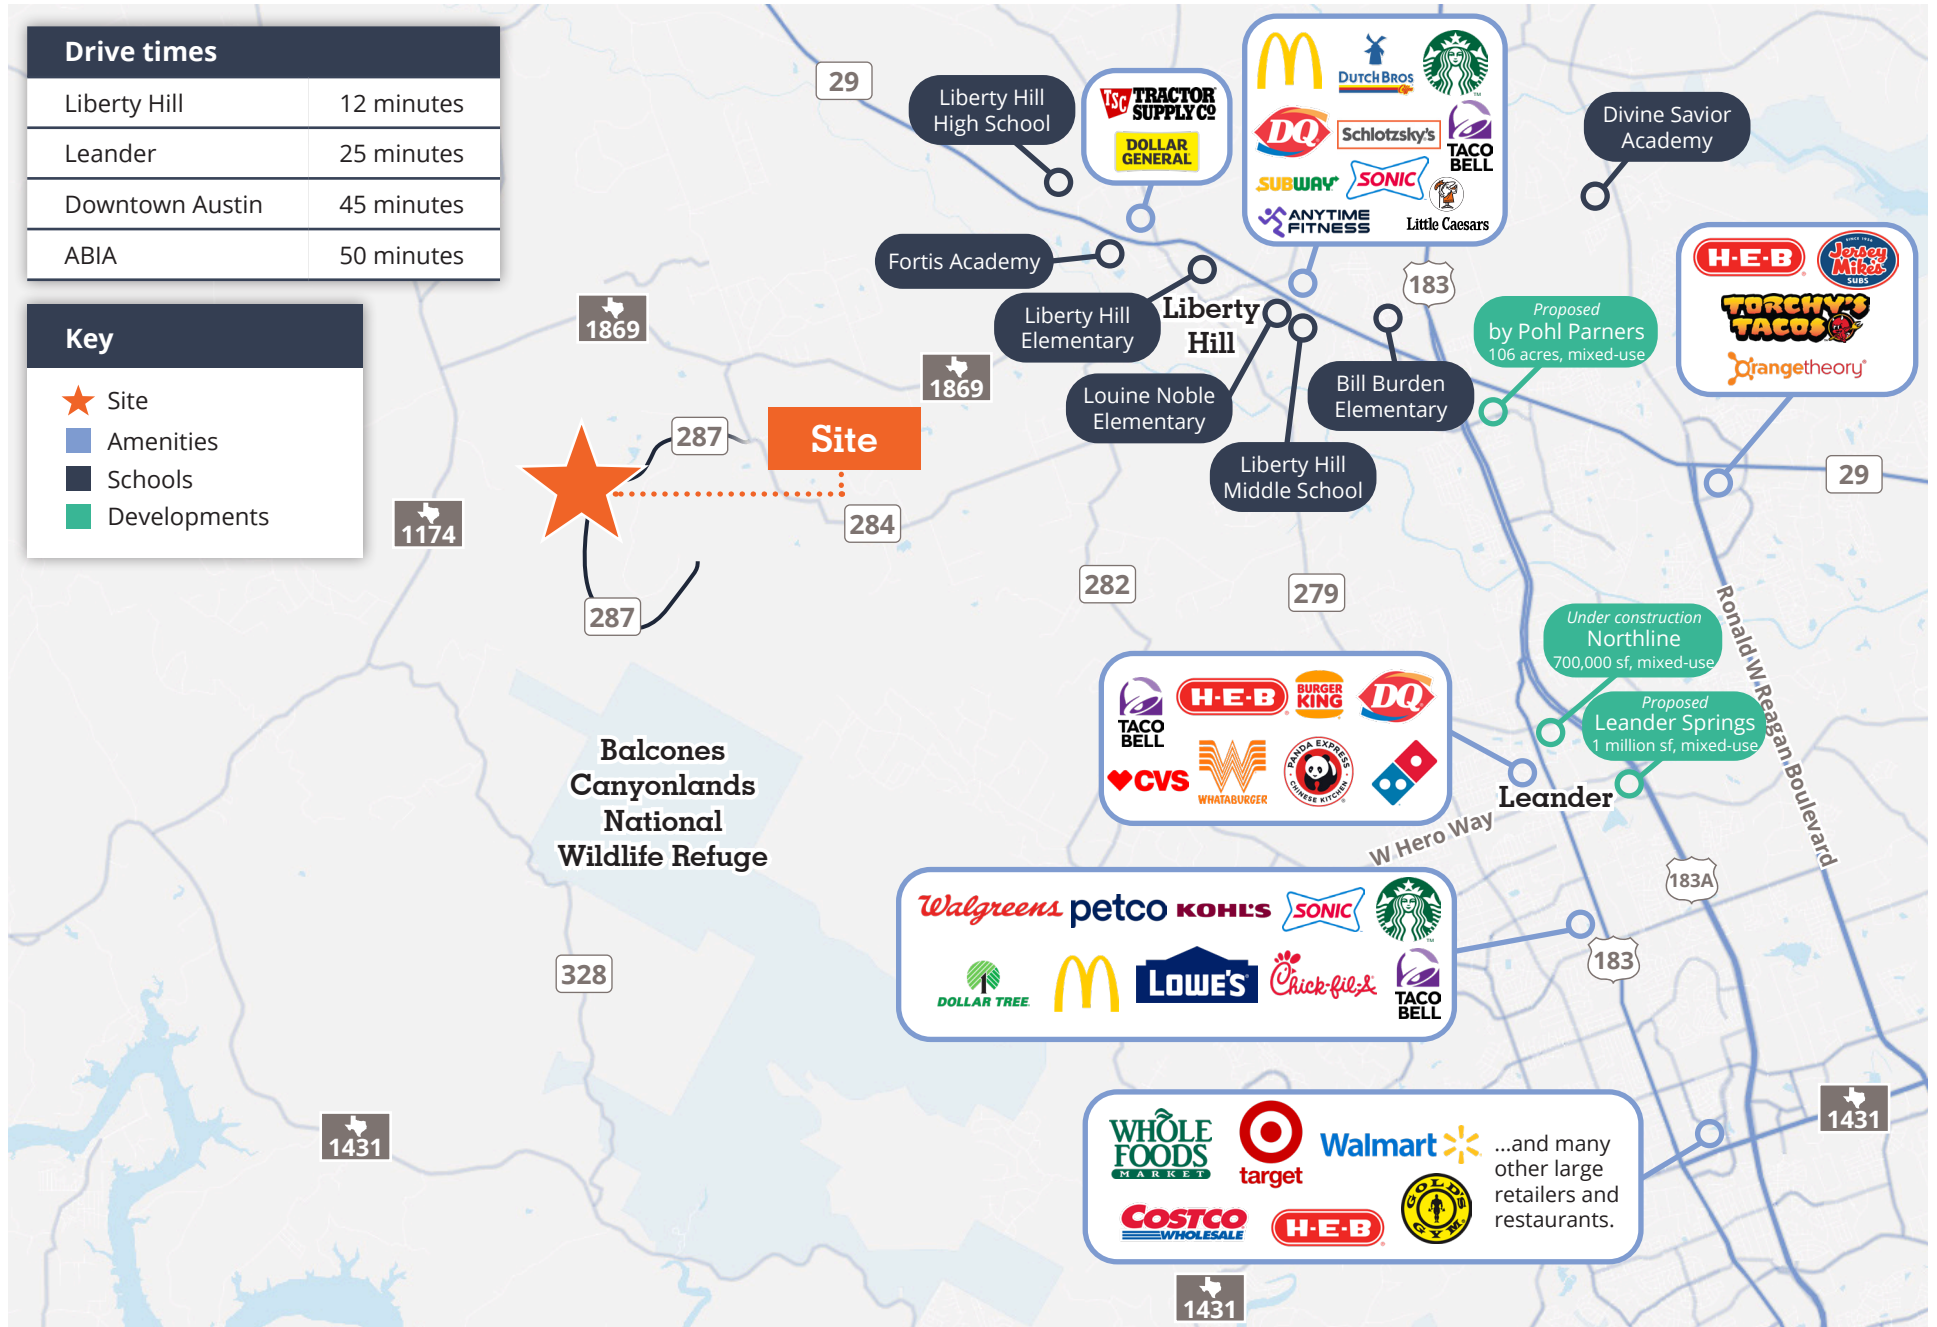 Drive times
Liberty Hill 12 minutes
Leander 25 minutes
Downtown Austin 45 minutes
ABIA 50 minutes
Key
Site
Amenities
Schools
Developments
29
Liberty Hill
High School
TSC TRACTOR
SUPPLY CO
DOLLAR
GENERAL
DUTCH BROS
Coffee
DQ
Schlotzsky's
TACO
BELL
SUBWAY
SONIC
ANYTIME
FITNESS
Little Caesars
Divine Savior
Academy
H-E-B
SINCE 1956
Jersey
Mike's
SUBS
TORCHY'S
TACOS
Orangetheory
Fortis Academy
Liberty Hill
Elementary
Liberty
Hill
183
Proposed
by Pohl Parners
106 acres, mixed-use
1869
1869
Louine Noble
Elementary
Bill Burden
Elementary
Liberty Hill
Middle School
287
Site
29
1174
284
287
282
279
Under construction
Northline
700,000 sf, mixed-use
Proposed
Leander Springs
1 million sf, mixed-use
Ronald W Reagan Boulevard
TACO
BELL
H-E-B
BURGER
KING
DQ
CVS
WHATABURGER
PANDA EXPRESS
CHINESE KITCHEN
Leander
W Hero Way
Balcones
Canyonlands
National
Wildlife Refuge
183A
Walgreens
petco
KOHL'S
SONIC
DOLLAR TREE
LOWE'S
Chick-fil-A
TACO
BELL
183
328
1431
WHOLE
FOODS
MARKET
target
Walmart
COSTCO
WHOLESALE
H-E-B
GOLD'S
GYM
...and many
other large
retailers and
restaurants.
1431
1431